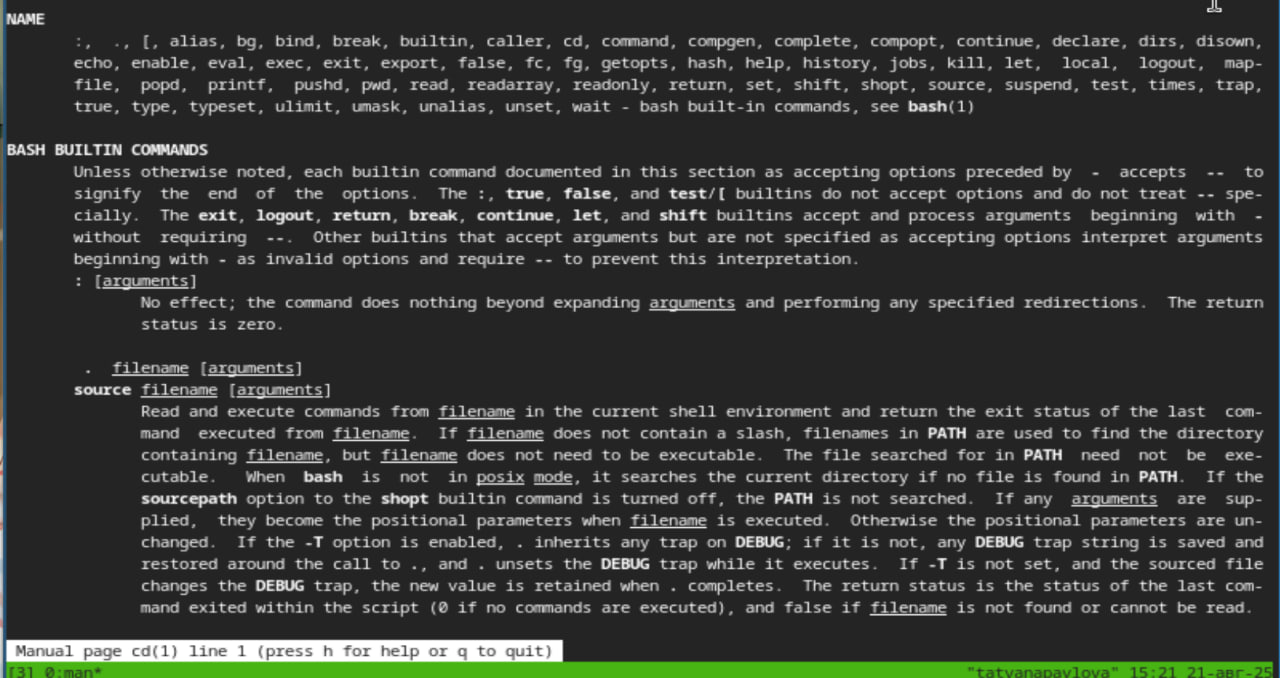 NAME
:, ., [, alias, bg, bind, break, builtin, caller, cd, command, compgen, complete, compopt, continue, declare, dirs, disown,
echo, enable, eval, exec, exit, export, false, fc, fg, getopts, hash, help, history, jobs, kill, let, local, logout, map-
file, popd, printf, pushd, pwd, read, readarray, readonly, return, set, shift, shopt, source, suspend, test, times, trap,
true, type, typeset, ulimit, umask, unalias, unset, wait - bash built-in commands, see bash(1)
BASH BUILTIN COMMANDS
Unless otherwise noted, each builtin command documented in this section as accepting options preceded by - accepts -- to
signify the end of the options. The :, true, false, and test/[ builtins do not accept options and do not treat -- spe-
cially. The exit, logout, return, break, continue, let, and shift builtins accept and process arguments beginning with -
without requiring --. Other builtins that accept arguments but are not specified as accepting options interpret arguments
beginning with - as invalid options and require -- to prevent this interpretation.
: [arguments]
No effect; the command does nothing beyond expanding arguments and performing any specified redirections. The return
status is zero.
. filename [arguments]
source filename [arguments]
Read and execute commands from filename in the current shell environment and return the exit status of the last com-
mand executed from filename. If filename does not contain a slash, filenames in PATH are used to find the directory
containing filename, but filename does not need to be executable. The file searched for in PATH need not be exe-
cutable. When bash is not in posix mode, it searches the current directory if no file is found in PATH. If the
sourcepath option to the shopt builtin command is turned off, the PATH is not searched. If any arguments are sup-
plied, they become the positional parameters when filename is executed. Otherwise the positional parameters are un-
changed. If the -T option is enabled, . inherits any trap on DEBUG; if it is not, any DEBUG trap string is saved and
restored around the call to ., and . unsets the DEBUG trap while it executes. If -T is not set, and the sourced file
changes the DEBUG trap, the new value is retained when . completes. The return status is the status of the last com-
mand exited within the script (0 if no commands are executed), and false if filename is not found or cannot be read.
Manual page cd(1) line 1 (press h for help or q to quit)
[3] 0:man* "tatyanapavlova" 15:21 21-авг-25